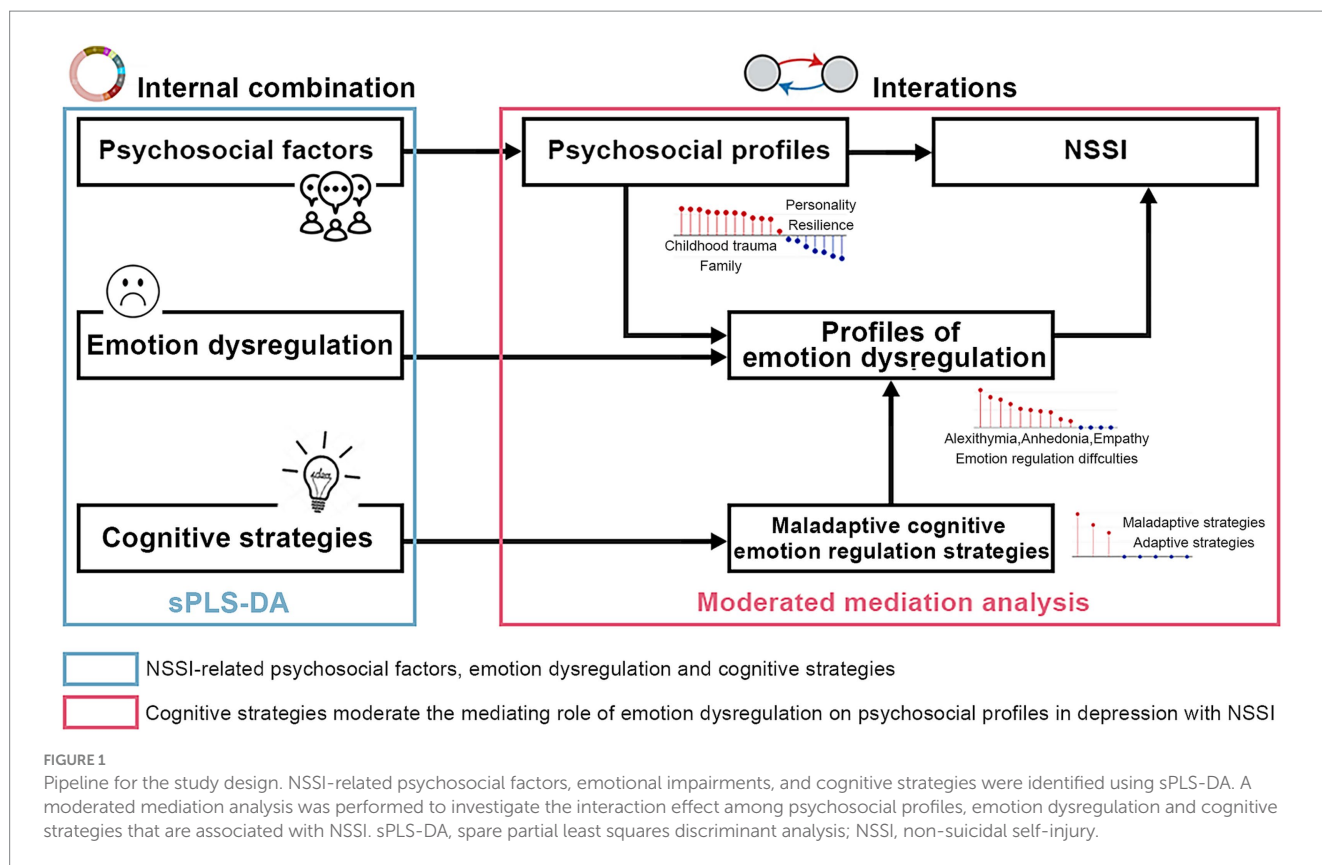 Internal combination
Interations
Psychosocial factors
Psychosocial profiles
NSSI
Personality
Resilience
Childhood trauma
Family
Emotion dysregulation
Profiles of
emotion dysregulation
Alexithymia,Anhedonia,Empathy
Emotion regulation diffculties
idea
Cognitive strategies
Maladaptive cognitive
emotion regulation strategies
Maladaptive strategies
Adaptive strategies
sPLS-DA
Moderated mediation analysis
NSSI-related psychosocial factors, emotion dysregulation and cognitive strategies
Cognitive strategies moderate the mediating role of emotion dysregulation on psychosocial profiles in depression with NSSI
FIGURE 1
Pipeline for the study design. NSSI-related psychosocial factors, emotional impairments, and cognitive strategies were identified using sPLS-DA. A
moderated mediation analysis was performed to investigate the interaction effect among psychosocial profiles, emotion dysregulation and cognitive
strategies that are associated with NSSI. sPLS-DA, spare partial least squares discriminant analysis; NSSI, non-suicidal self-injury.